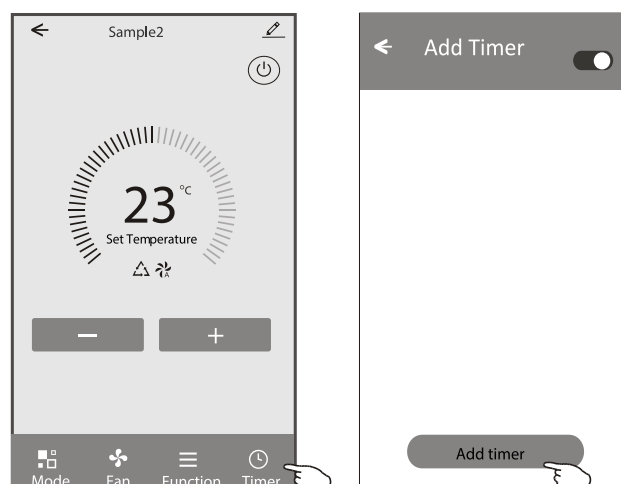 Sample2
23 °C
Set Temperature
A
Mode Fan Function Timer
Add Timer
Add timer